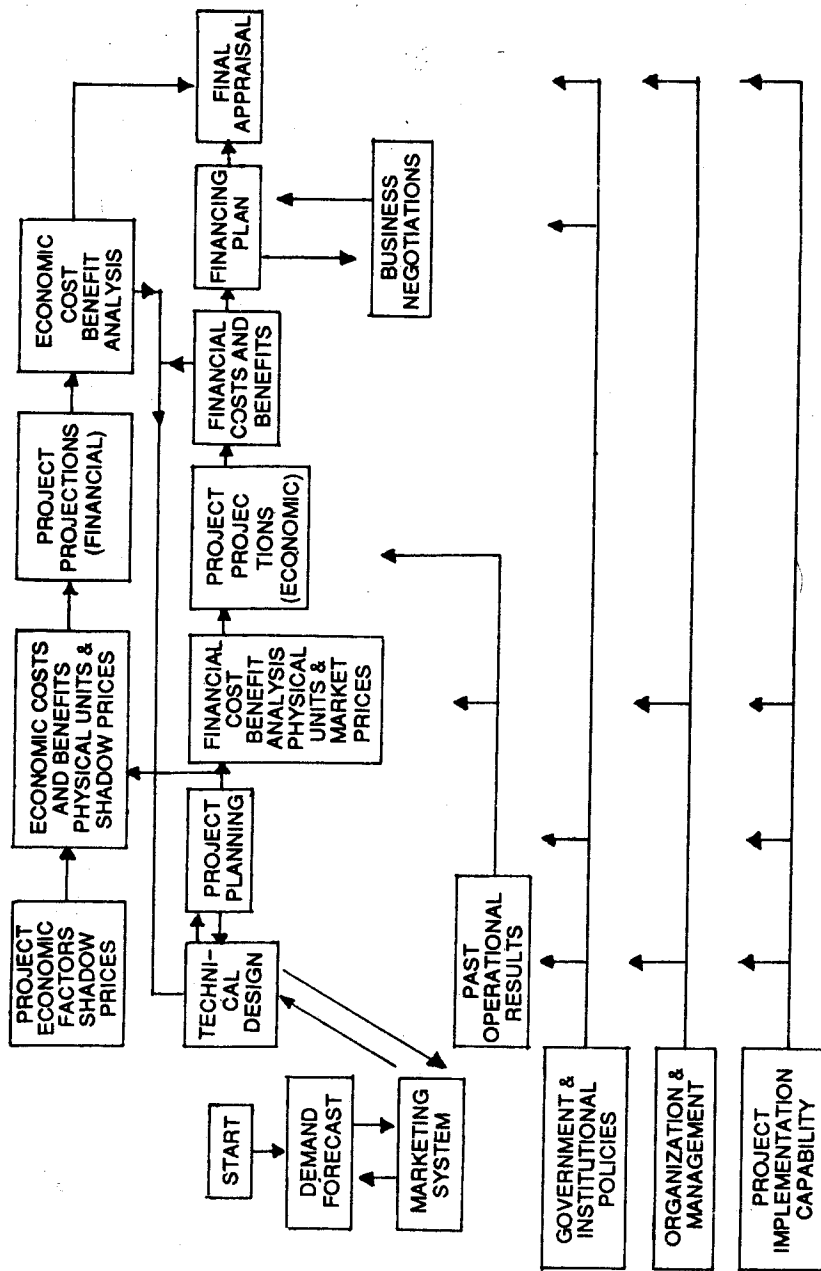 START
DEMAND
FORECAST
MARKETING
SYSTEM
PROJECT
ECONOMIC
FACTORS
SHADOW
PRICES
TECHNI-
CAL
DESIGN
PROJECT
PLANNING
ECONOMIC COSTS
AND BENEFITS
PHYSICAL UNITS &
SHADOW PRICES
FINANCIAL
COST
BENEFIT
ANALYSIS
PHYSICAL
UNITS &
MARKET
PRICES
PROJECT
PROJECTIONS
(FINANCIAL)
PROJECT
PROJEC
TIONS
(ECONOMIC)
ECONOMIC
COST
BENEFIT
ANALYSIS
FINANCIAL
COSTS AND
BENEFITS
FINANCING
PLAN
FINAL
APPRAISAL
BUSINESS
NEGOTIATIONS
PAST
OPERATIONAL
RESULTS
GOVERNMENT &
INSTITUTIONAL
POLICIES
ORGANIZATION &
MANAGEMENT
PROJECT
IMPLEMENTATION
CAPABILITY